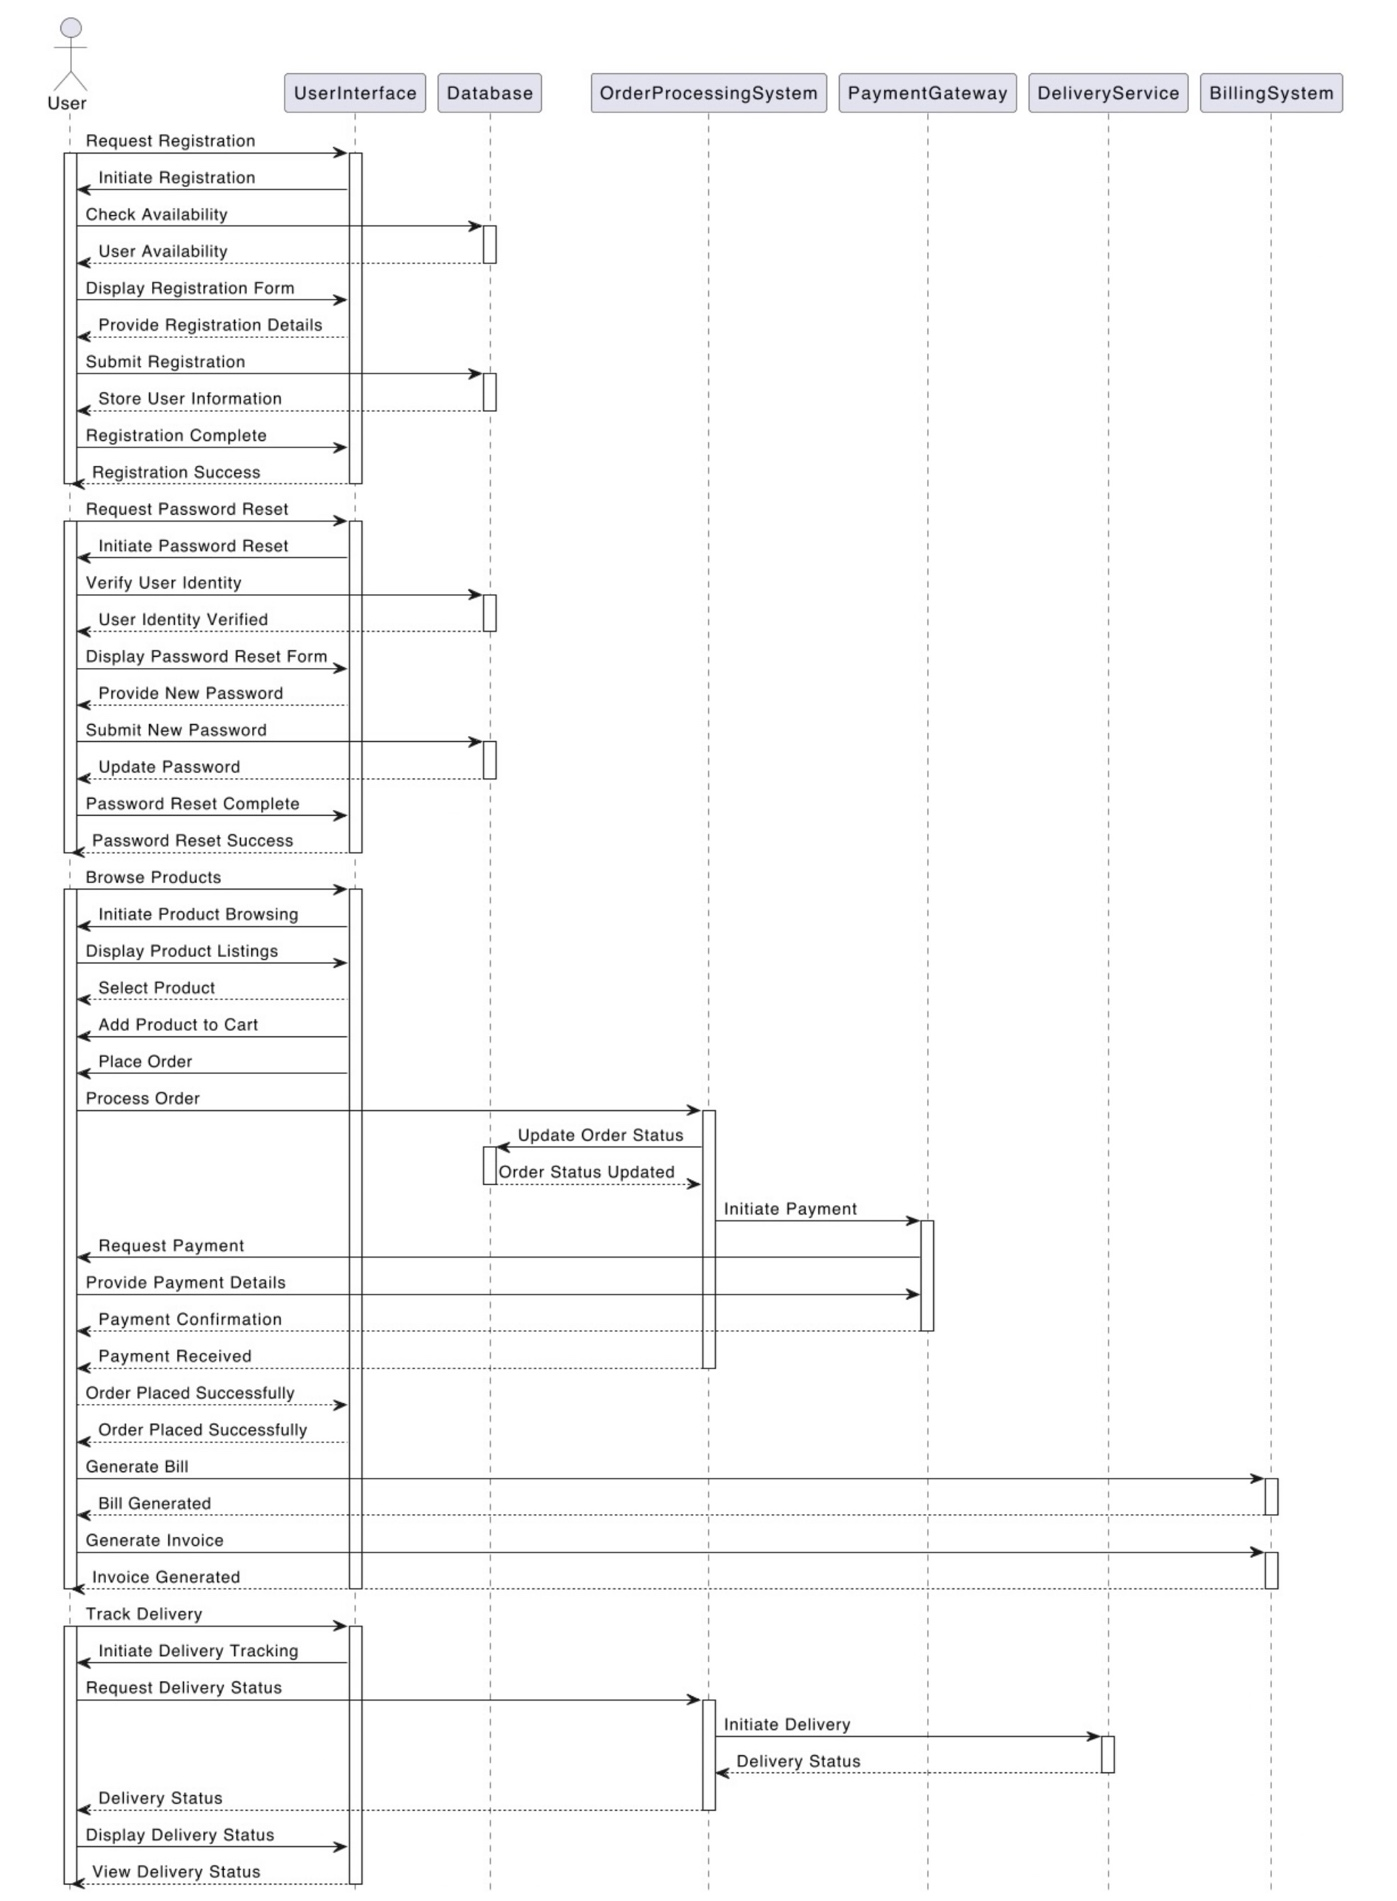 User
UserInterface
Database
OrderProcessingSystem
PaymentGateway
DeliveryService
BillingSystem
Request Registration
Initiate Registration
Check Availability
User Availability
Display Registration Form
Provide Registration Details
Submit Registration
Store User Information
Registration Complete
Registration Success
Request Password Reset
Initiate Password Reset
Verify User Identity
User Identity Verified
Display Password Reset Form
Provide New Password
Submit New Password
Update Password
Password Reset Complete
Password Reset Success
Browse Products
Initiate Product Browsing
Display Product Listings
Select Product
Add Product to Cart
Place Order
Process Order
Update Order Status
Order Status Updated
Initiate Payment
Request Payment
Provide Payment Details
Payment Confirmation
Payment Received
Order Placed Successfully
Order Placed Successfully
Generate Bill
Bill Generated
Generate Invoice
Invoice Generated
Track Delivery
Initiate Delivery Tracking
Request Delivery Status
Initiate Delivery
Delivery Status
Delivery Status
Display Delivery Status
View Delivery Status